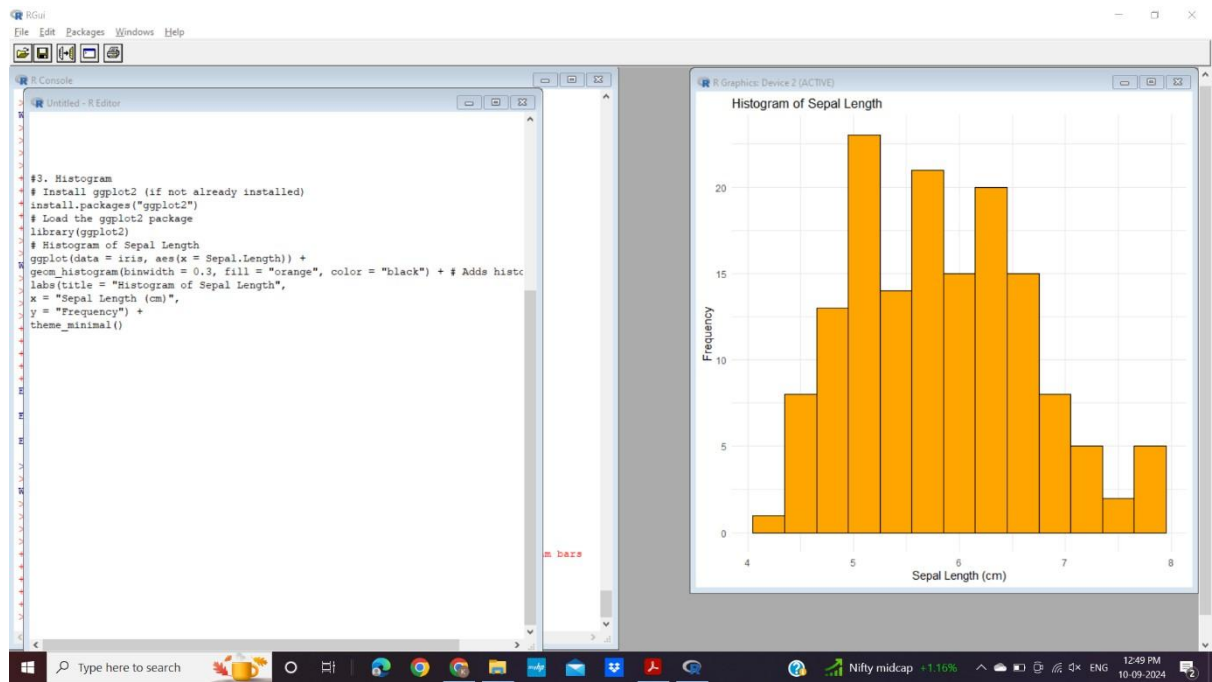 RGui
File Edit Packages Windows Help
R Console
Untitled - R Editor
#3. Histogram
# Install ggplot2 (if not already installed)
install.packages("ggplot2")
# Load the ggplot2 package
library(ggplot2)
# Histogram of Sepal Length
ggplot(data = iris, aes(x = Sepal.Length)) +
geom_histogram(binwidth = 0.3, fill = "orange", color = "black") + # Adds histo
labs(title = "Histogram of Sepal Length",
x = "Sepal Length (cm)",
y = "Frequency") +
theme_minimal()
m bars
R Graphics: Device 2 (ACTIVE)
Histogram of Sepal Length
Frequency
20
15
10
5
0
4 5 6 7 8
Sepal Length (cm)
Type here to search
Nifty midcap +1.16%
ENG
12:49 PM
10-09-2024
2